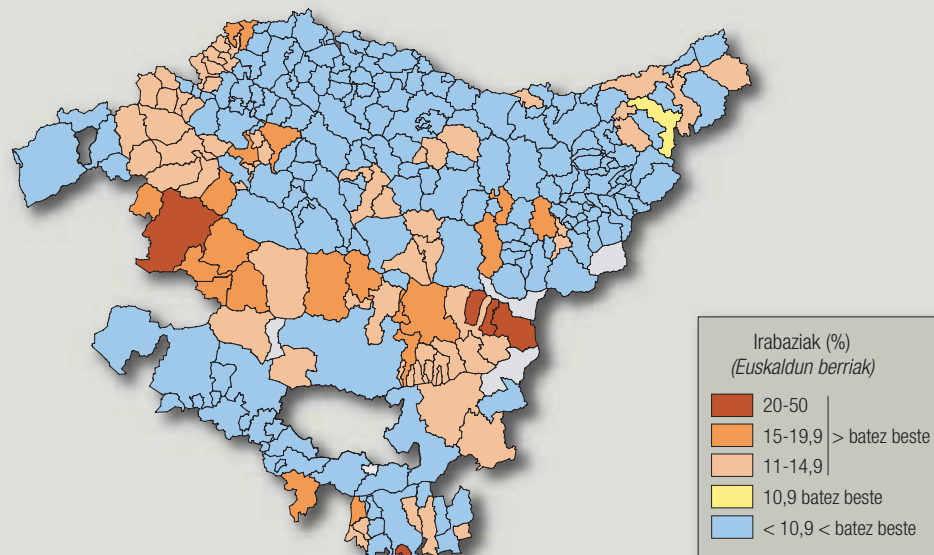 Irabaziak (%)
(Euskaldun berriak)
20-50
15-19,9 > batez beste
11-14,9
10,9 batez beste
< 10,9 < batez beste